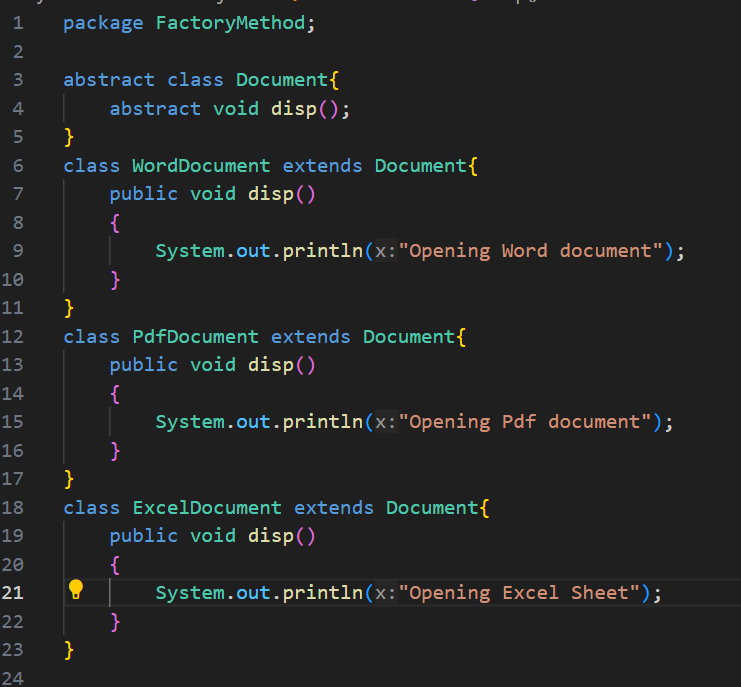 1 package FactoryMethod;
2
3 abstract class Document{
4     abstract void disp();
5 }
6 class WordDocument extends Document{
7     public void disp()
8     {
9         System.out.println(x:"Opening Word document");
10     }
11 }
12 class PdfDocument extends Document{
13     public void disp()
14     {
15         System.out.println(x:"Opening Pdf document");
16     }
17 }
18 class ExcelDocument extends Document{
19     public void disp()
20     {
21         System.out.println(x:"Opening Excel Sheet");
22     }
23 }
24